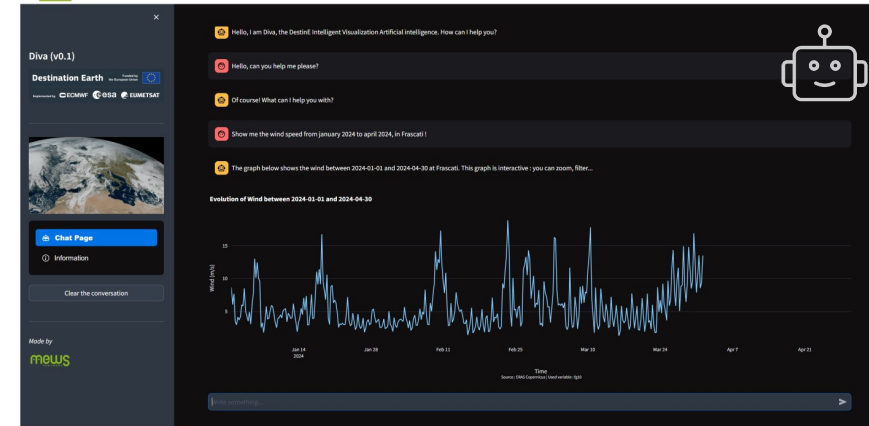 ×
Diva (v0.1)
Destination Earth
Funded by
the European Union
implemented by ECMWF esa EUMETSAT
Chat Page
Information
Clear the conversation
Made by
mews
Hello, I am Diva, the DestinE Intelligent Visualization Artificial intelligence. How can I help you?
Hello, can you help me please?
Of course! What can I help you with?
Show me the wind speed from january 2024 to april 2024, in Frascati !
The graph below shows the wind between 2024-01-01 and 2024-04-30 at Frascati. This graph is interactive : you can zoom, filter...
Evolution of Wind between 2024-01-01 and 2024-04-30
Wind (m/s)
15
10
5
Jan 14
2024
Jan 28
Feb 11
Feb 25
Mar 10
Mar 24
Apr 7
Apr 21
Time
Source : ERA5 Copernicus | Used variable : fg10
Write something...